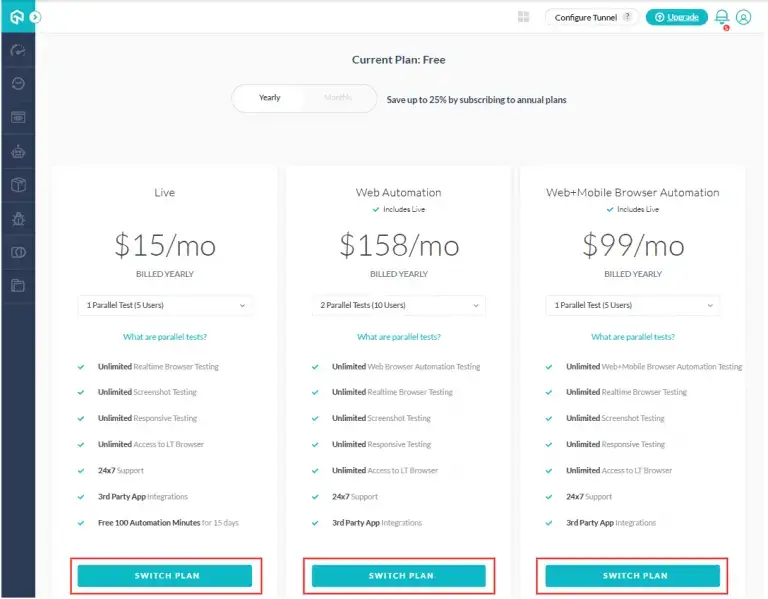 Configure Tunnel ?
Upgrade
Current Plan: Free
Yearly
Monthly
Save up to 25% by subscribing to annual plans
Live
$15/mo
BILLED YEARLY
1 Parallel Test (5 Users)
What are parallel tests?
Unlimited Realtime Browser Testing
Unlimited Screenshot Testing
Unlimited Responsive Testing
Unlimited Access to LT Browser
24x7 Support
3rd Party App Integrations
Free 100 Automation Minutes for 15 days
SWITCH PLAN
Web Automation
Includes Live
$158/mo
BILLED YEARLY
2 Parallel Tests (10 Users)
What are parallel tests?
Unlimited Web Browser Automation Testing
Unlimited Realtime Browser Testing
Unlimited Screenshot Testing
Unlimited Responsive Testing
Unlimited Access to LT Browser
24x7 Support
3rd Party App Integrations
SWITCH PLAN
Web+Mobile Browser Automation
Includes Live
$99/mo
BILLED YEARLY
1 Parallel Test (5 Users)
What are parallel tests?
Unlimited Web+Mobile Browser Automation Testing
Unlimited Realtime Browser Testing
Unlimited Screenshot Testing
Unlimited Responsive Testing
Unlimited Access to LT Browser
24x7 Support
3rd Party App Integrations
SWITCH PLAN